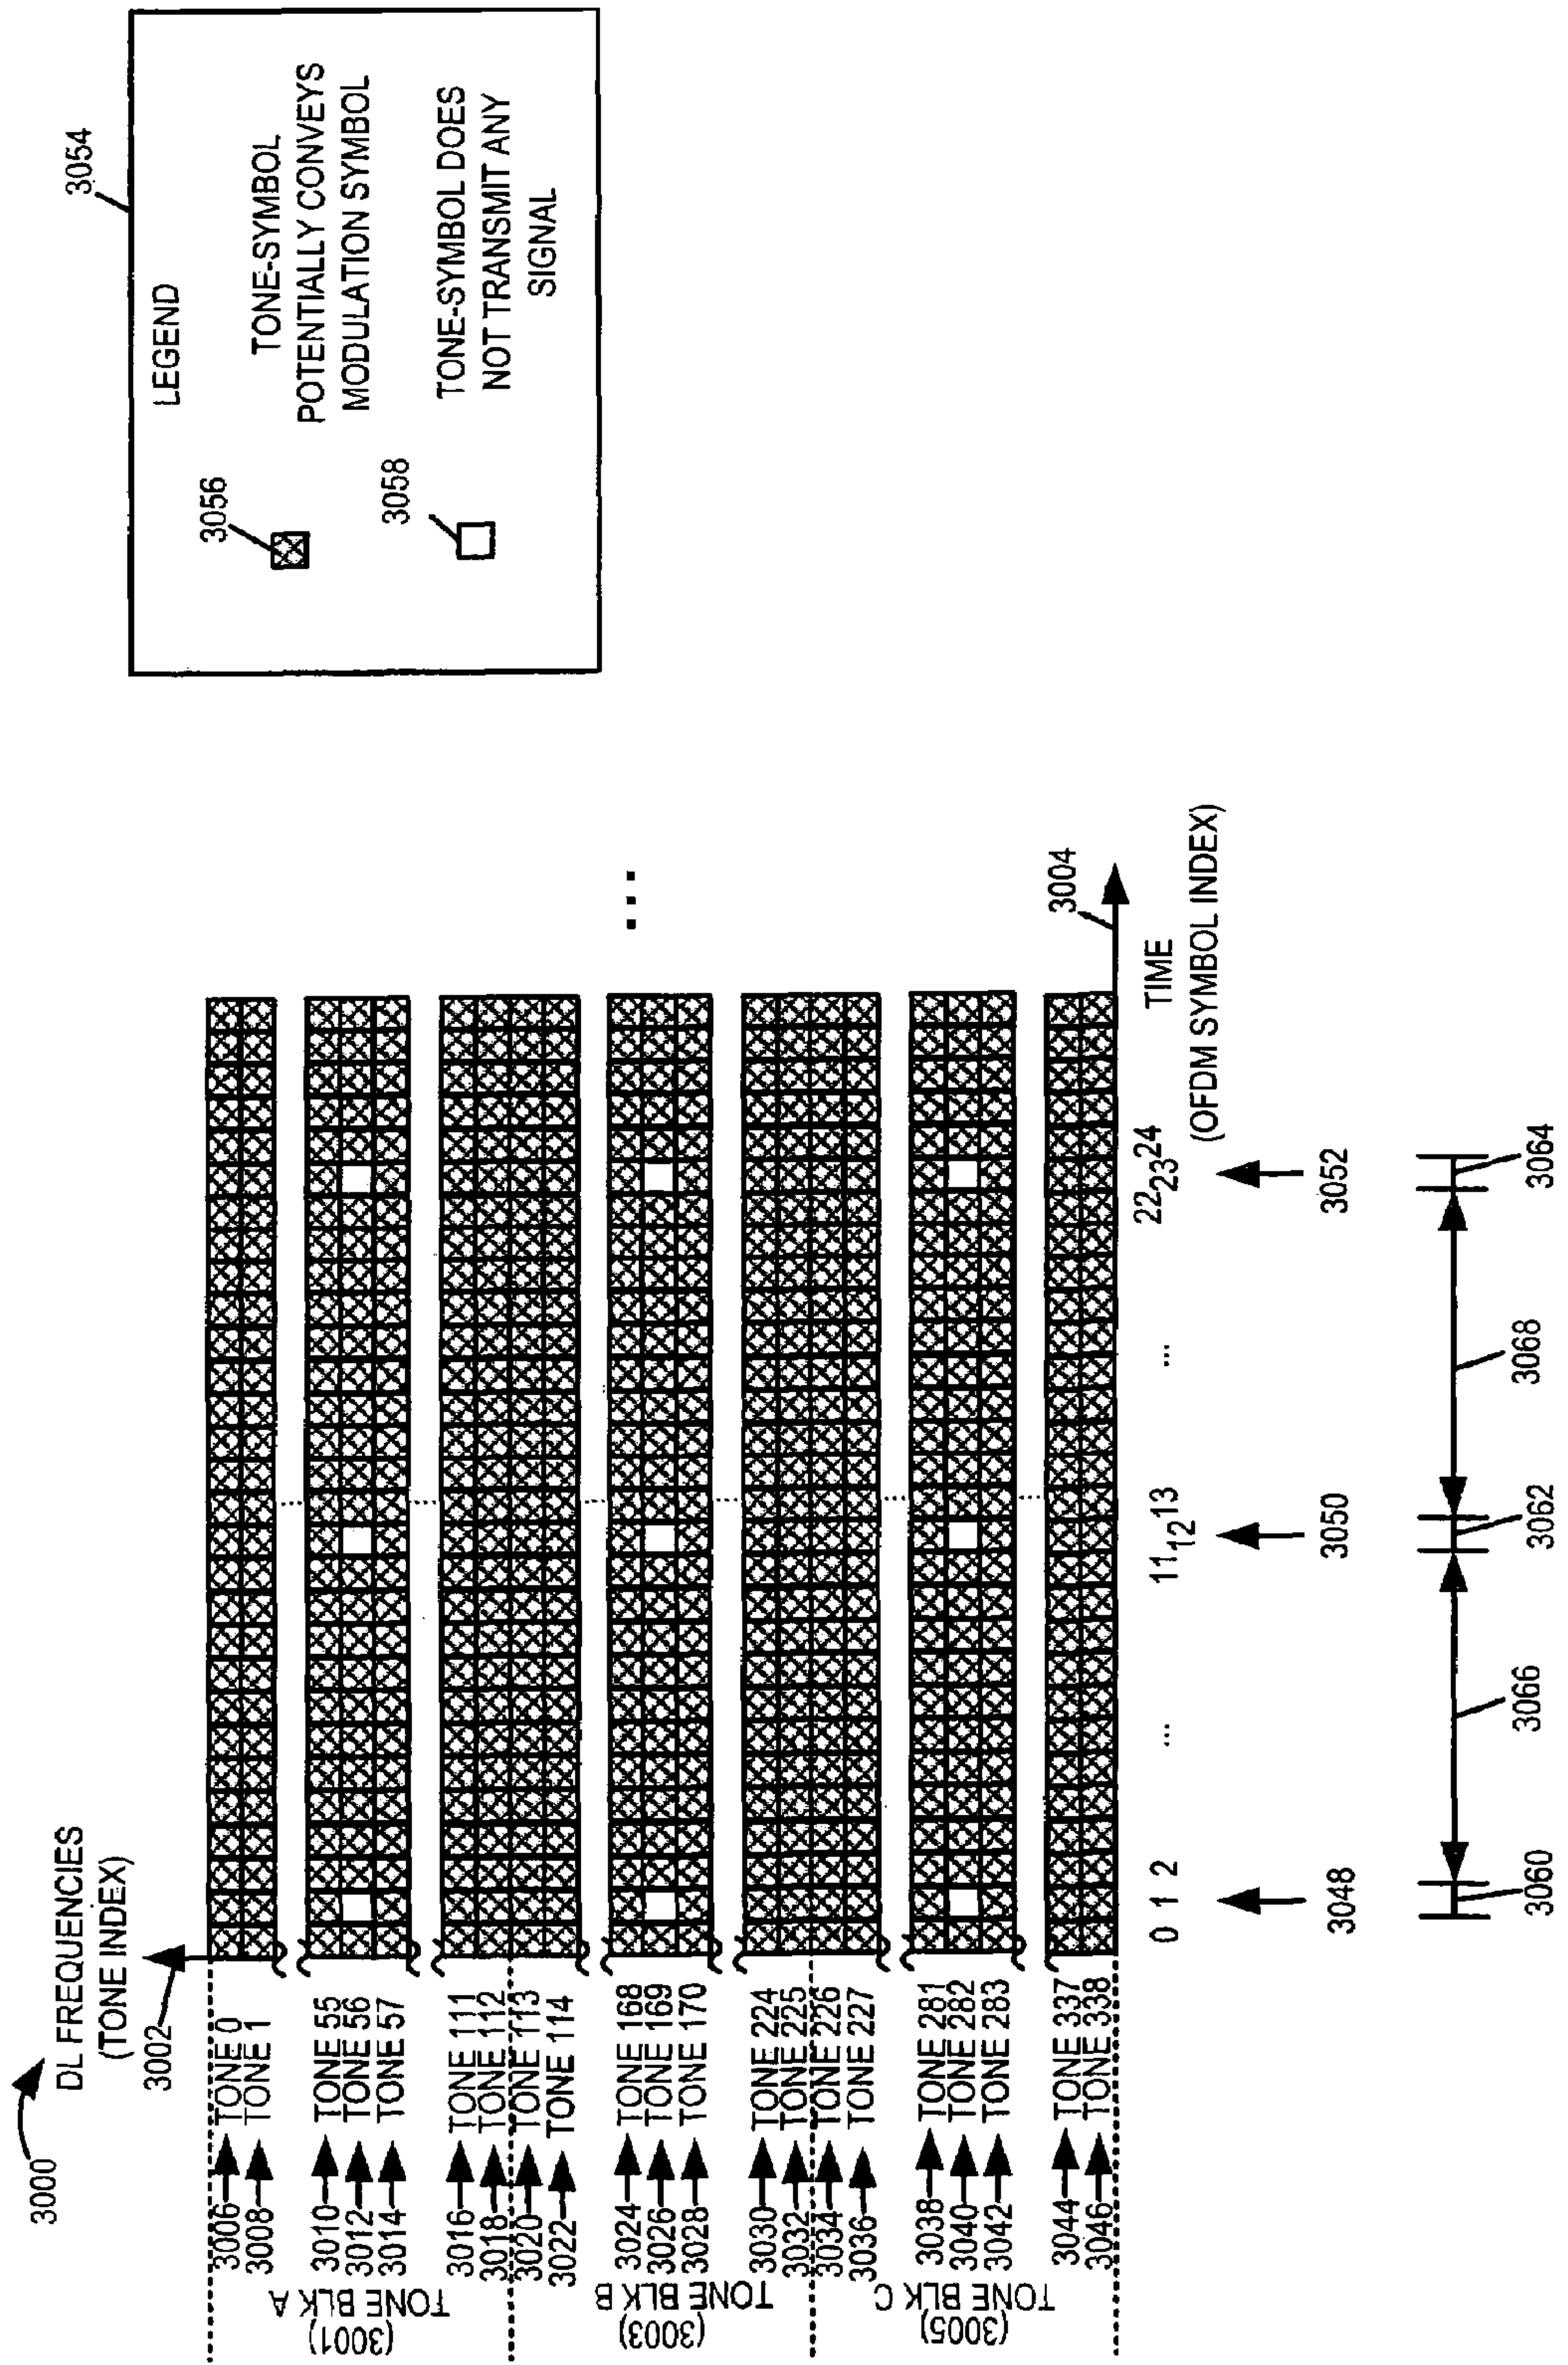 3000
DL FREQUENCIES
(TONE INDEX)
3002
3006 TONE 0
3008 TONE 1
3010 TONE 55
3012 TONE 56
3014 TONE 57
3016 TONE 111
3018 TONE 112
3020 TONE 113
3022 TONE 114
3024 TONE 168
3026 TONE 169
3028 TONE 170
3030 TONE 224
3032 TONE 225
3034 TONE 226
3036 TONE 227
3038 TONE 281
3040 TONE 282
3042 TONE 283
3044 TONE 337
3046 TONE 338
TONE BLK A
(3001)
TONE BLK B
(3003)
TONE BLK C
(3005)
...
3004
0 1 2 ... 11 12 13 ... 22 23 24
TIME
(OFDM SYMBOL INDEX)
3048
3050
3052
3060
3066
3062
3068
3064
3054
LEGEND
3056
TONE-SYMBOL
POTENTIALLY CONVEYS
MODULATION SYMBOL
3058
TONE-SYMBOL DOES
NOT TRANSMIT ANY
SIGNAL